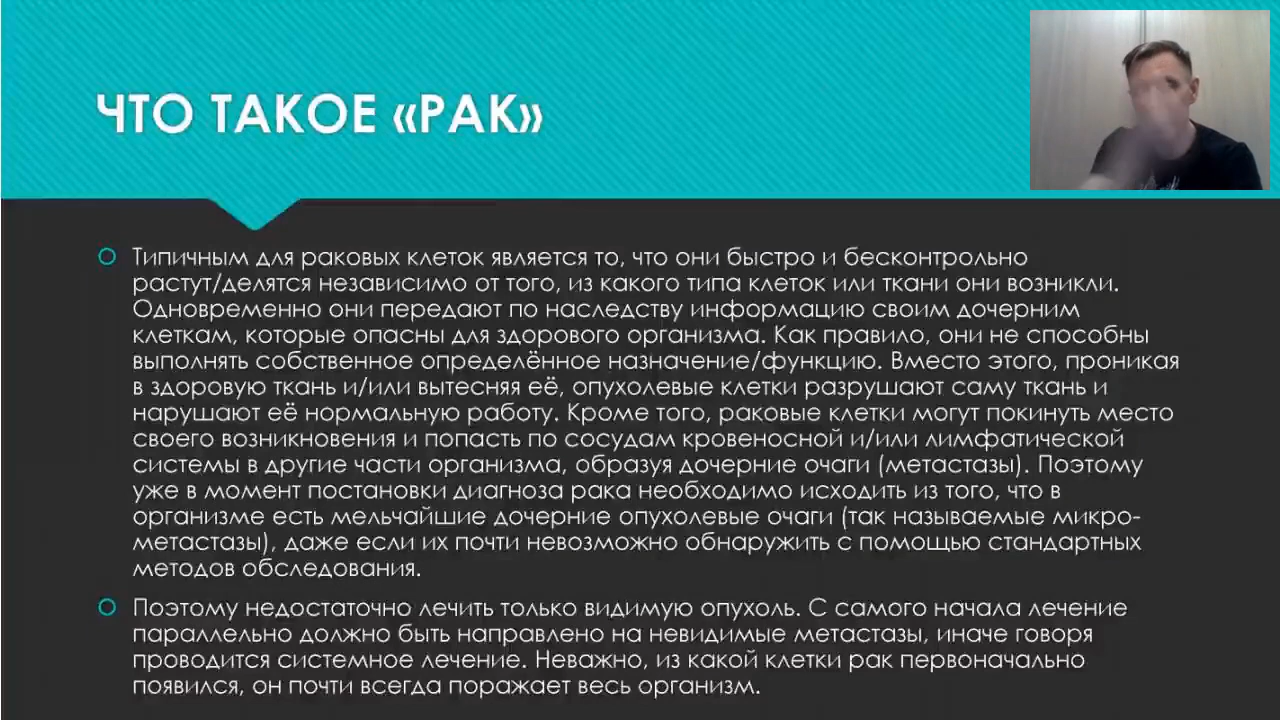 ЧТО ТАКОЕ «РАК»
Типичным для раковых клеток является то, что они быстро и бесконтрольно
растут/делятся независимо от того, из какого типа клеток или ткани они возникли.
Одновременно они передают по наследству информацию своим дочерним
клеткам, которые опасны для здорового организма. Как правило, они не способны
выполнять собственное определённое назначение/функцию. Вместо этого, проникая
в здоровую ткань и/или вытесняя её, опухолевые клетки разрушают саму ткань и
нарушают её нормальную работу. Кроме того, раковые клетки могут покинуть место
своего возникновения и попасть по сосудам кровеносной и/или лимфатической
системы в другие части организма, образуя дочерние очаги (метастазы). Поэтому
уже в момент постановки диагноза рака необходимо исходить из того, что в
организме есть мельчайшие дочерние опухолевые очаги (так называемые микро-
метастазы), даже если их почти невозможно обнаружить с помощью стандартных
методов обследования.
Поэтому недостаточно лечить только видимую опухоль. С самого начала лечение
параллельно должно быть направлено на невидимые метастазы, иначе говоря
проводится системное лечение. Неважно, из какой клетки рак первоначально
появился, он почти всегда поражает весь организм.